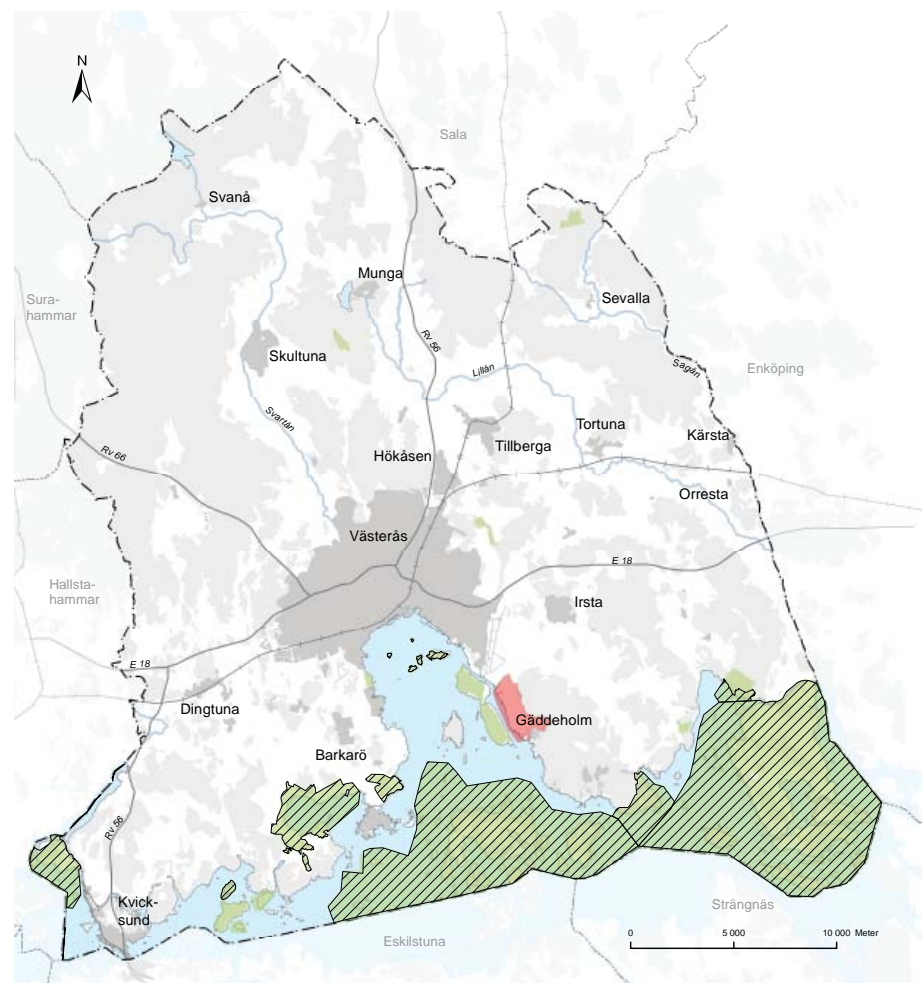 N
Sala
Svanå
Munga
Sura-
hammar
Sevalla
Rv 56
Skultuna
Lillån
Sagån
Enköping
Svartån
Tortuna
Kärsta
Hökåsen
Tillberga
Rv 66
Orresta
Västerås
E 18
Hallsta-
hammar
Irsta
E 18
Dingtuna
Gäddeholm
Barkarö
Rv 56
Kvick-
sund
Strängnäs
Eskilstuna
0 5 000 10 000 Meter